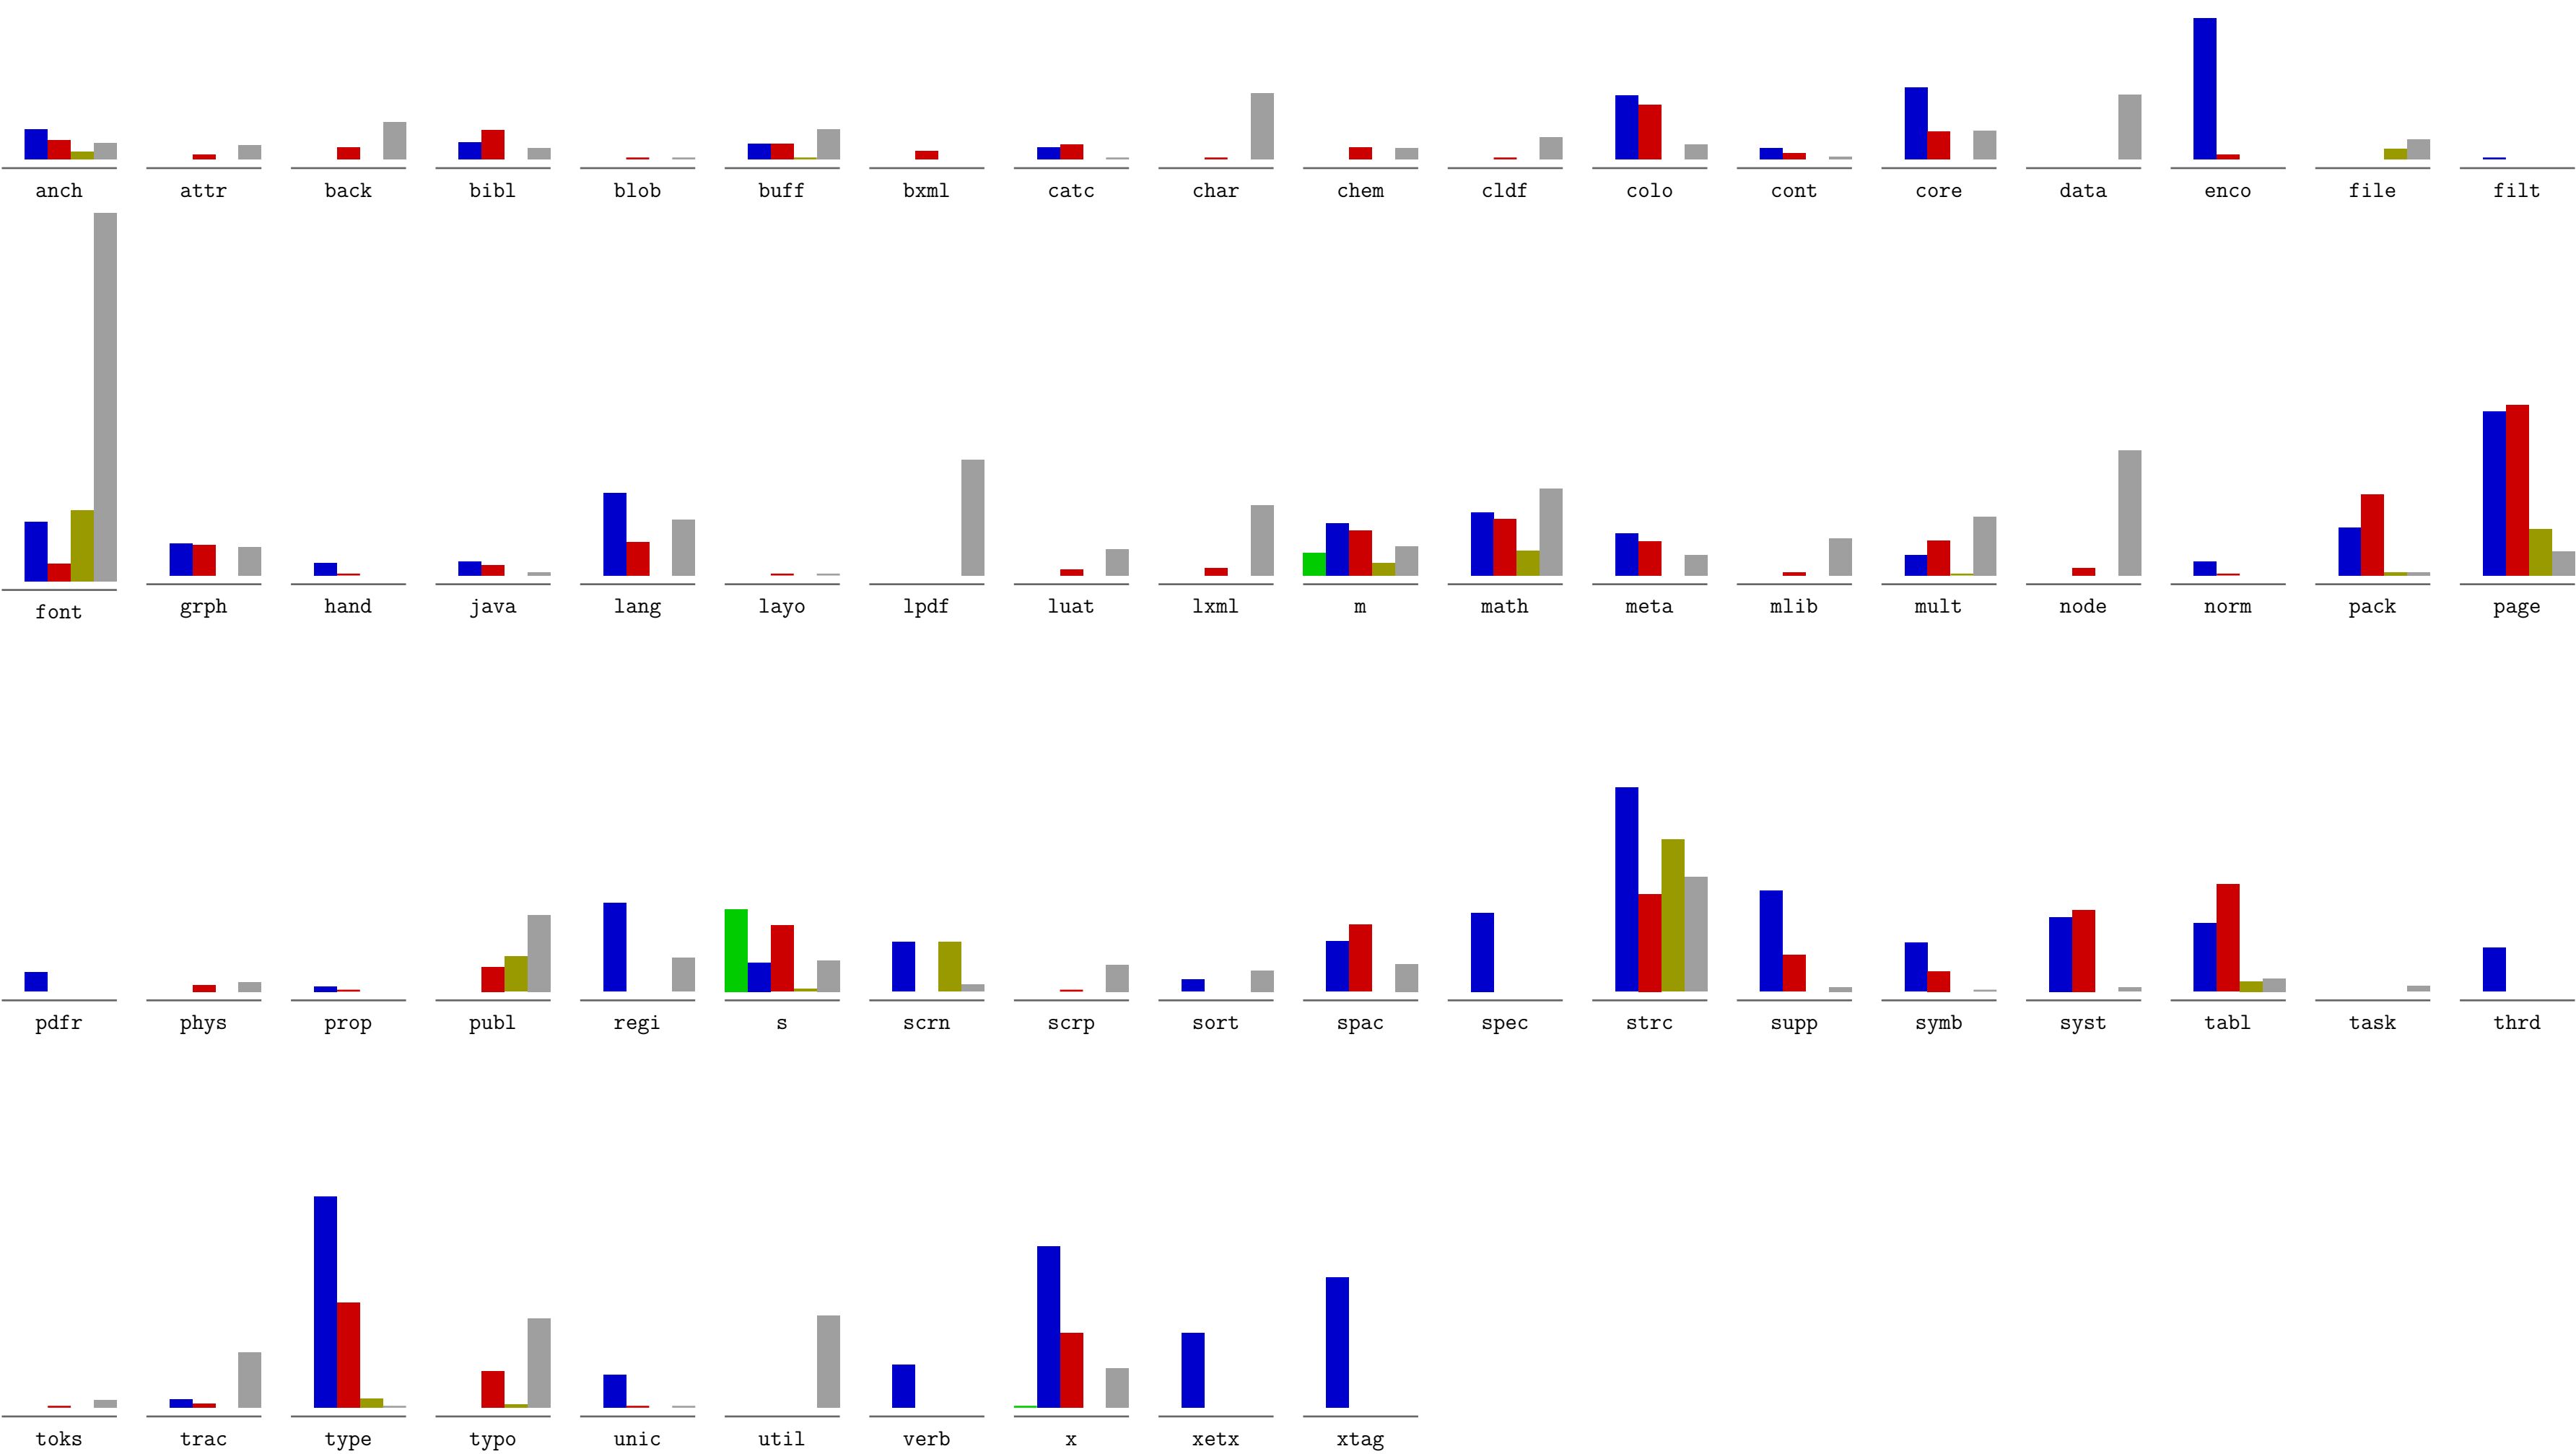 anch attr back bibl blob buff bxml catc char chem cldf colo cont core data enco file filt
font grph hand java lang layo lpdf luat lxml m math meta mlib mult node norm pack page
pdfr phys prop publ regi s scrn scrp sort spac spec strc supp symb syst tabl task thrd
toks trac type typo unic util verb x xetx xtag